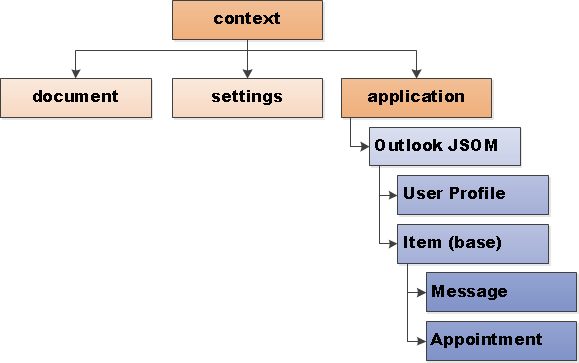 context
document
settings
application
Outlook JSOM
User Profile
Item (base)
Message
Appointment